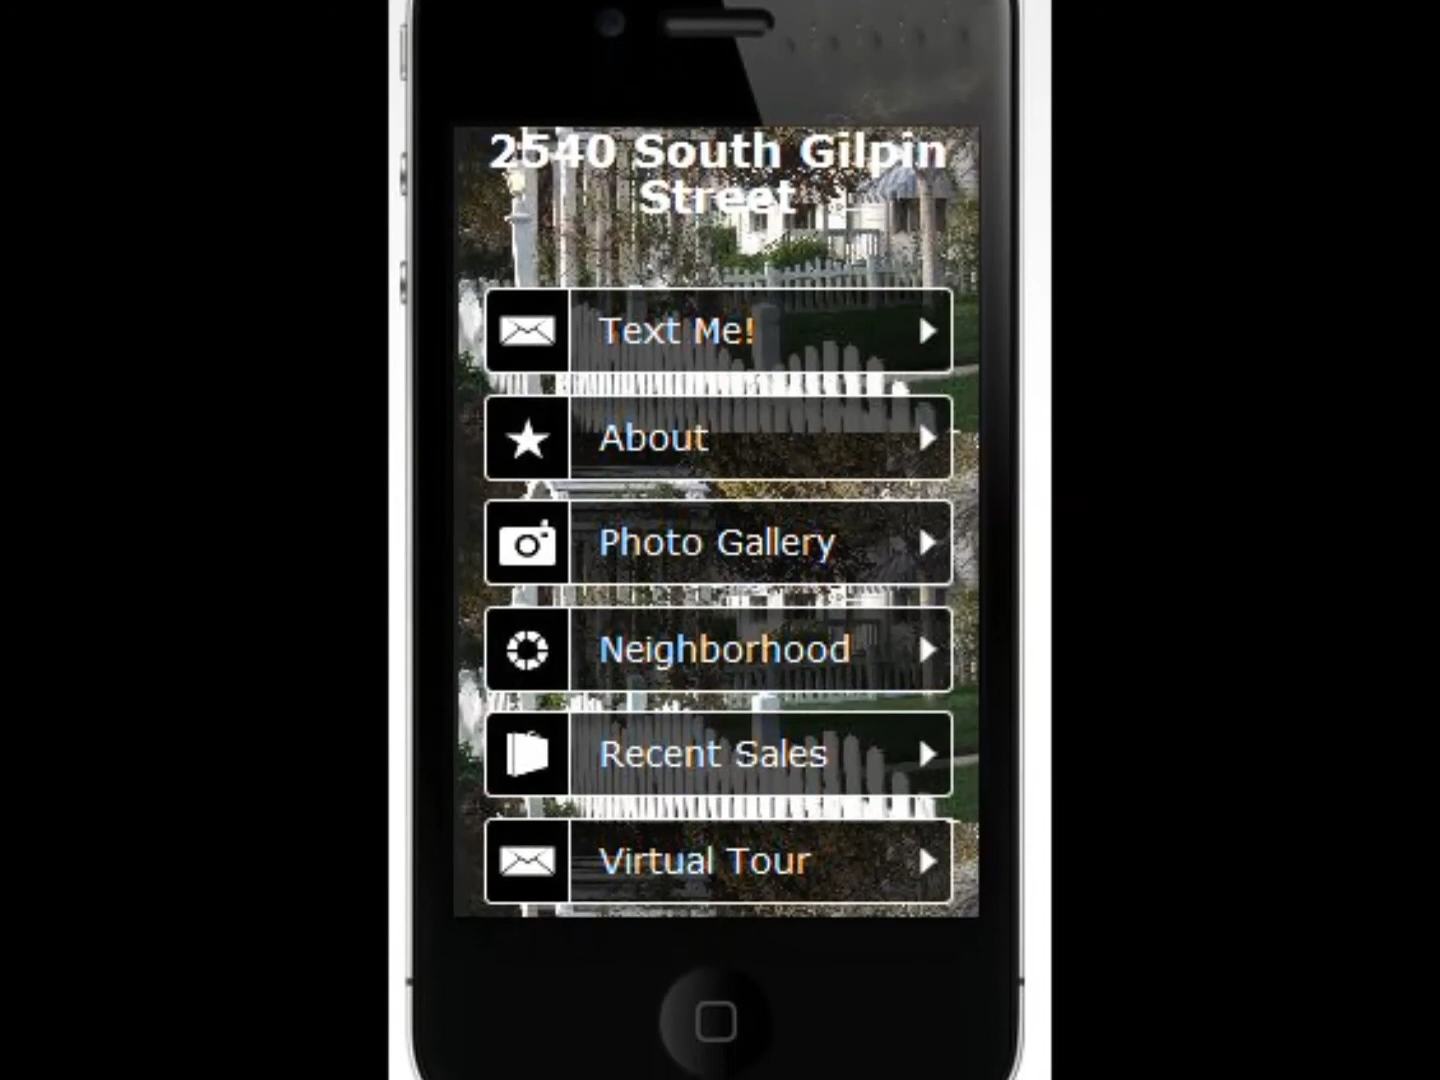 2540 South Gilpin
Street
Text Me!
About
Photo Gallery
Neighborhood
Recent Sales
Virtual Tour